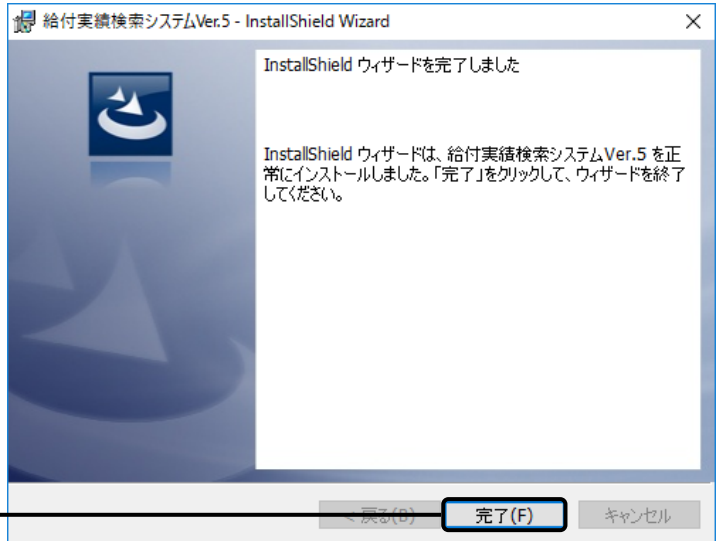 給付実績検索システムVer.5 - InstallShield Wizard
InstallShield ウィザードを完了しました
InstallShield ウィザードは、給付実績検索システムVer.5 を正
常にインストールしました。「完了」をクリックして、ウィザードを終了
してください。
< 戻る(B)
完了(F)
キャンセル